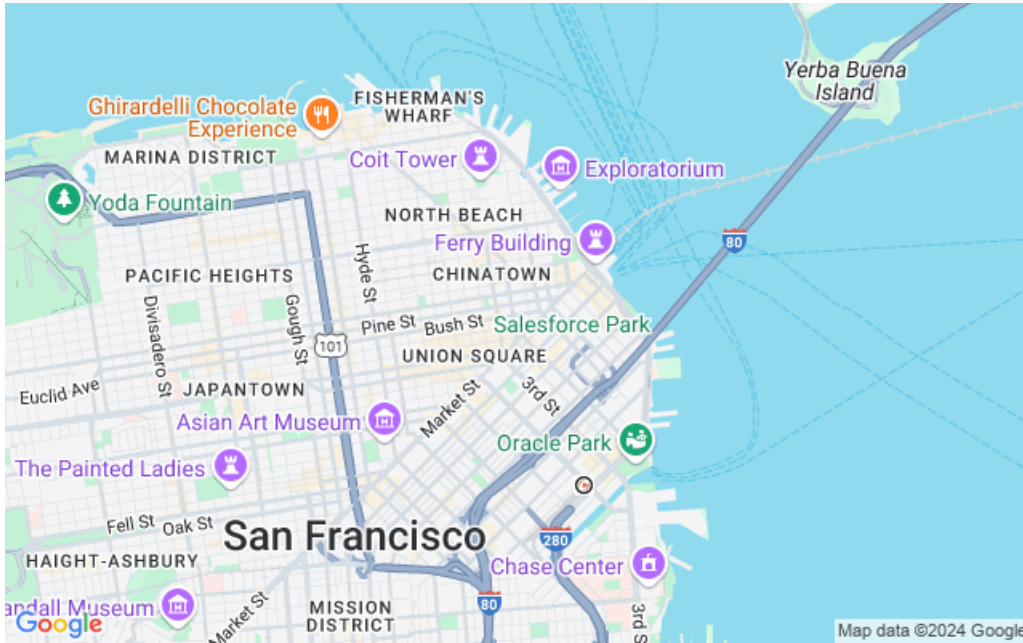 Yerba Buena
Island
Ghirardelli Chocolate
Experience
FISHERMAN'S
WHARF
MARINA DISTRICT
Coit Tower
Exploratorium
Yoda Fountain
NORTH BEACH
Ferry Building
80
Hyde St
PACIFIC HEIGHTS
CHINATOWN
Divisadero St
Gough St
Pine St
Bush St
Salesforce Park
101
UNION SQUARE
Euclid Ave
JAPANTOWN
Market St
3rd St
Asian Art Museum
Oracle Park
The Painted Ladies
Fell St
Oak St
San Francisco
280
HAIGHT-ASHBURY
Chase Center
andall Museum
80
MISSION
DISTRICT
Market St
3rd St
Google
Map data ©2024 Google